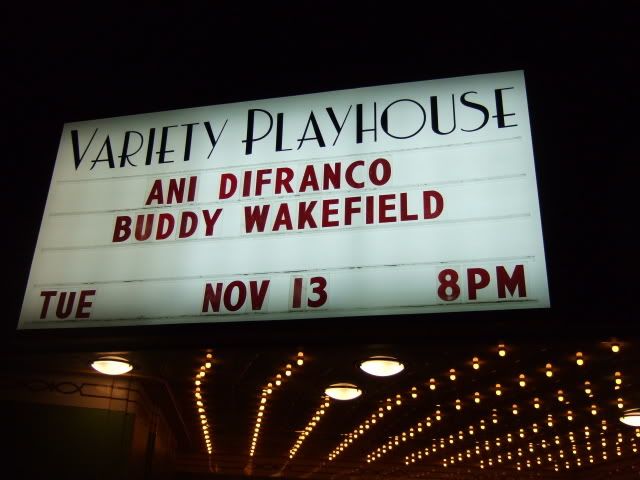 VARIETY PLAYHOUSE
ANI DIFRANCO
BUDDY WAKEFIELD
TUE NOV 13 8PM